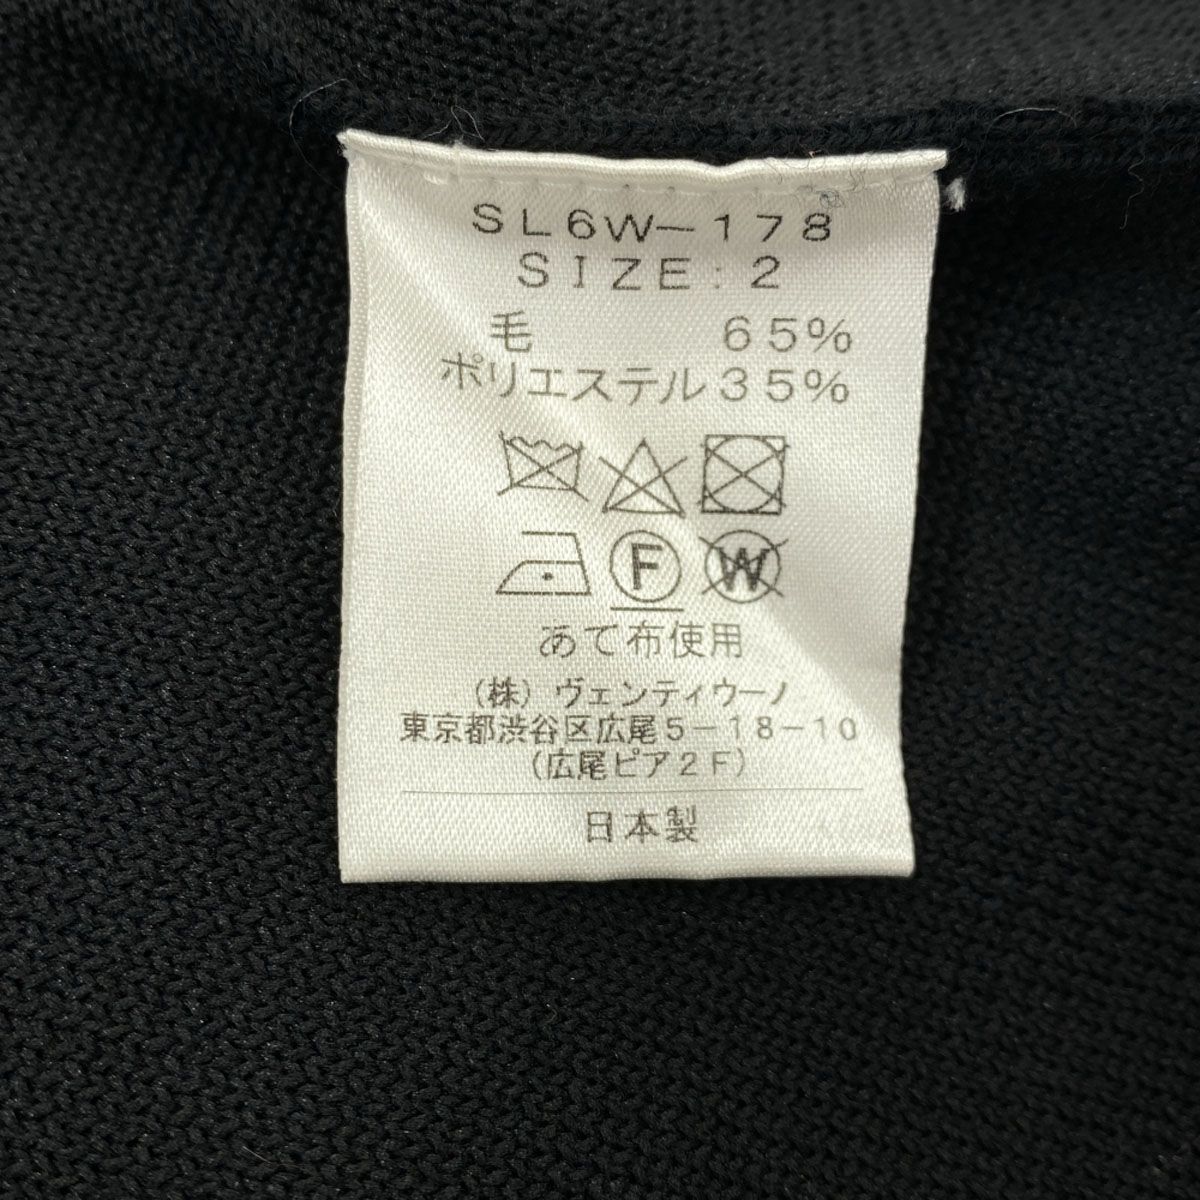 SL6W-178
SIZE:2
毛 65%
ポリエステル35%
F W
あて布使用
(株)ヴェンティウーノ
東京都渋谷区広尾5-18-10
(広尾ピア2F)
日本製